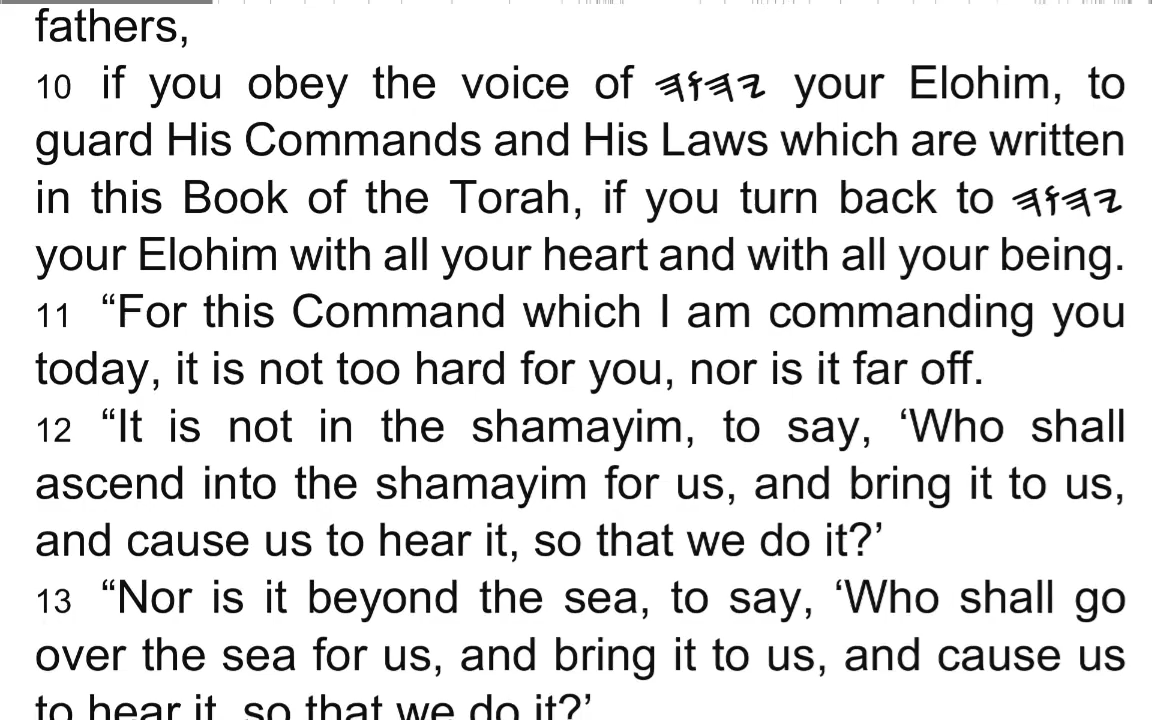 fathers,
10 if you obey the voice of 𐤉𐤄𐤅𐤄 your Elohim, to
guard His Commands and His Laws which are written
in this Book of the Torah, if you turn back to 𐤉𐤄𐤅𐤄
your Elohim with all your heart and with all your being.
11 “For this Command which I am commanding you
today, it is not too hard for you, nor is it far off.
12 “It is not in the shamayim, to say, ‘Who shall
ascend into the shamayim for us, and bring it to us,
and cause us to hear it, so that we do it?’
13 “Nor is it beyond the sea, to say, ‘Who shall go
over the sea for us, and bring it to us, and cause us
to hear it, so that we do it?’